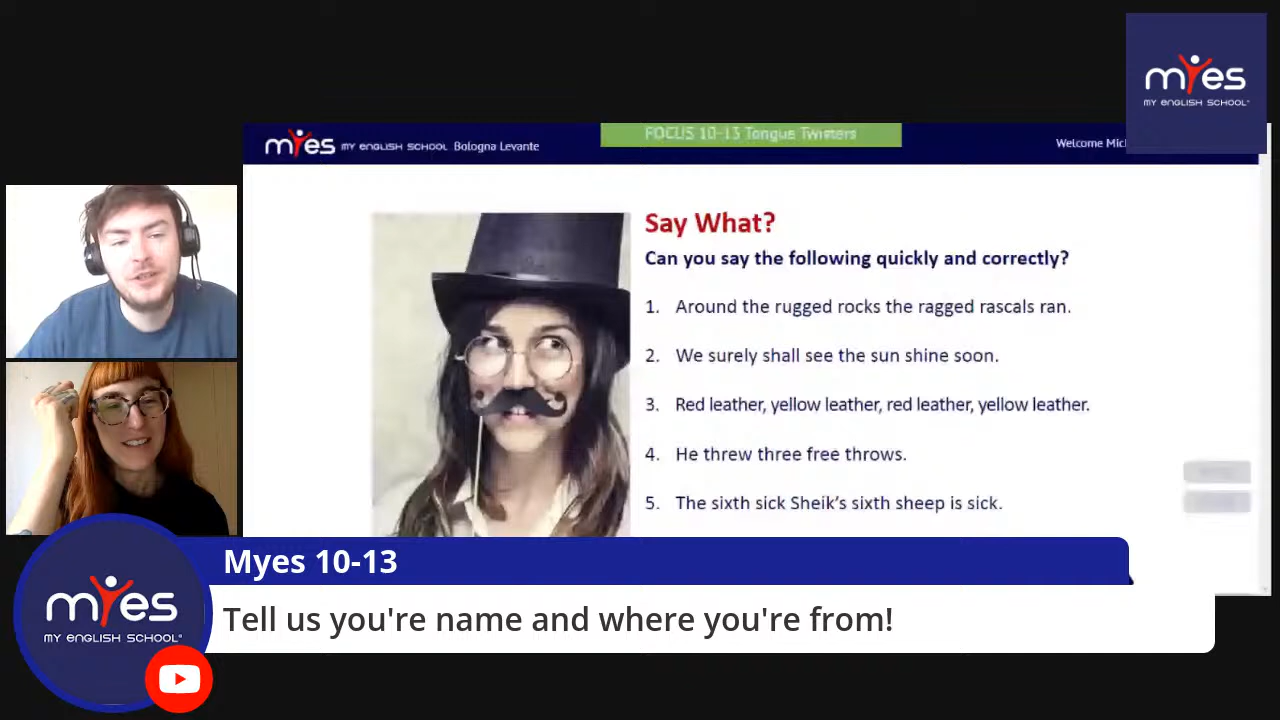 myes
MY ENGLISH SCHOOL
myes MY ENGLISH SCHOOL Bologna Levante
FOCUS 10-13 Tongue Twisters
Welcome
Say What?
Can you say the following quickly and correctly?
1. Around the rugged rocks the ragged rascals ran.
2. We surely shall see the sun shine soon.
3. Red leather, yellow leather, red leather, yellow leather.
4. He threw three free throws.
5. The sixth sick Sheik's sixth sheep is sick.
Myes 10-13
Tell us you're name and where you're from!
myes
MY ENGLISH SCHOOL